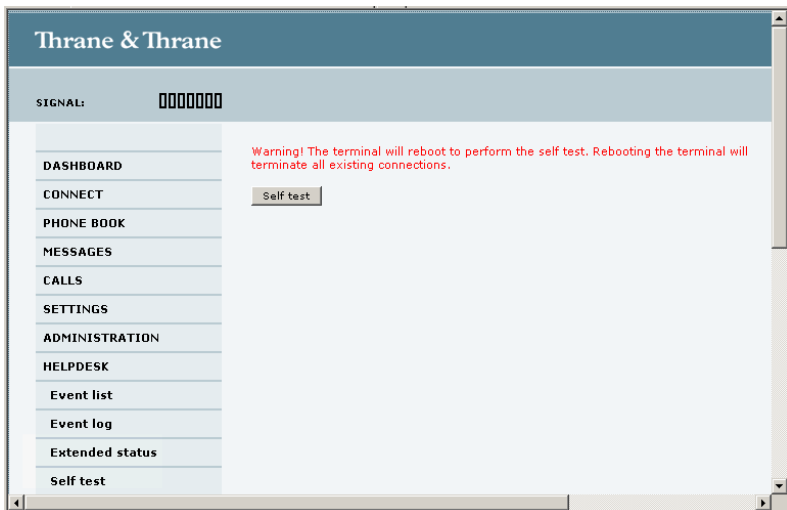 Thrane & Thrane
SIGNAL:
DASHBOARD
CONNECT
PHONE BOOK
MESSAGES
CALLS
SETTINGS
ADMINISTRATION
HELPDESK
Event list
Event log
Extended status
Self test
Warning! The terminal will reboot to perform the self test. Rebooting the terminal will
terminate all existing connections.
Self test